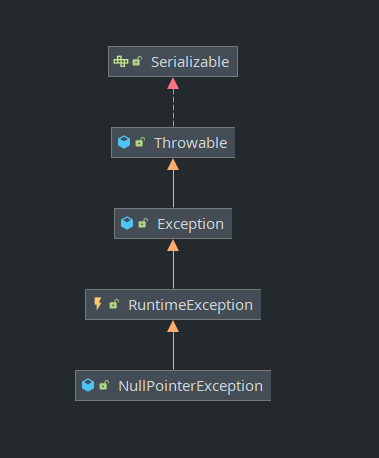 Serializable
Throwable
Exception
RuntimeException
NullPointerException